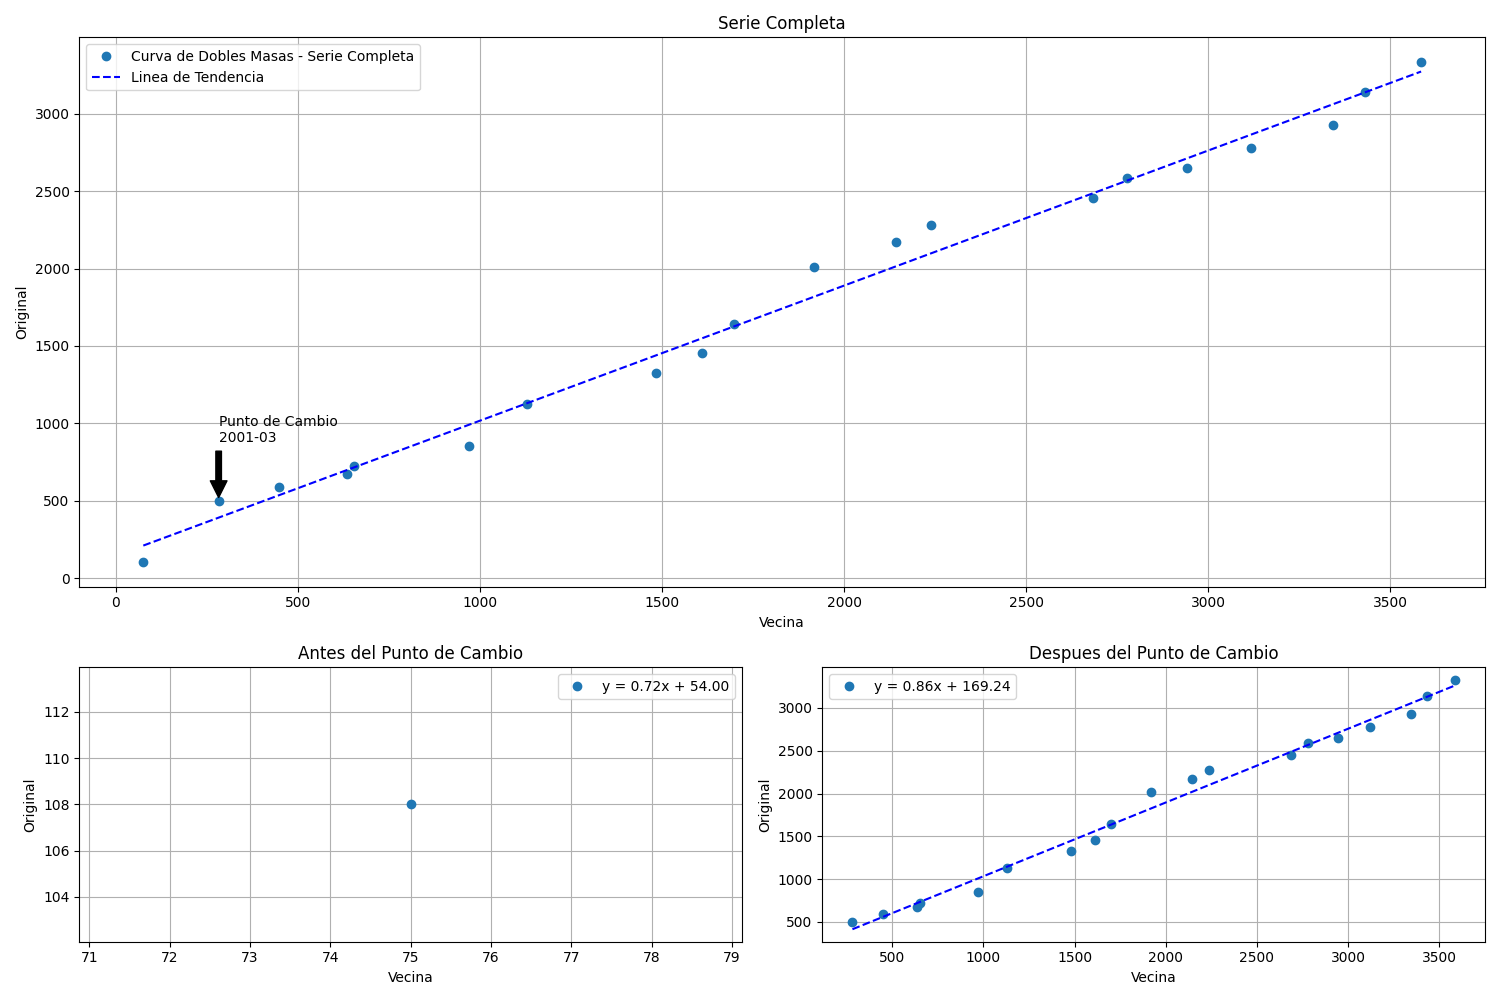 Serie Completa
Curva de Dobles Masas - Serie Completa
Linea de Tendencia
Original
3000
2500
2000
1500
1000
500
0
Punto de Cambio
2001-03
0 500 1000 1500 2000 2500 3000 3500
Vecina
Antes del Punto de Cambio
y = 0.72x + 54.00
Original
112
110
108
106
104
71 72 73 74 75 76 77 78 79
Vecina
Despues del Punto de Cambio
y = 0.86x + 169.24
Original
3000
2500
2000
1500
1000
500
500 1000 1500 2000 2500 3000 3500
Vecina